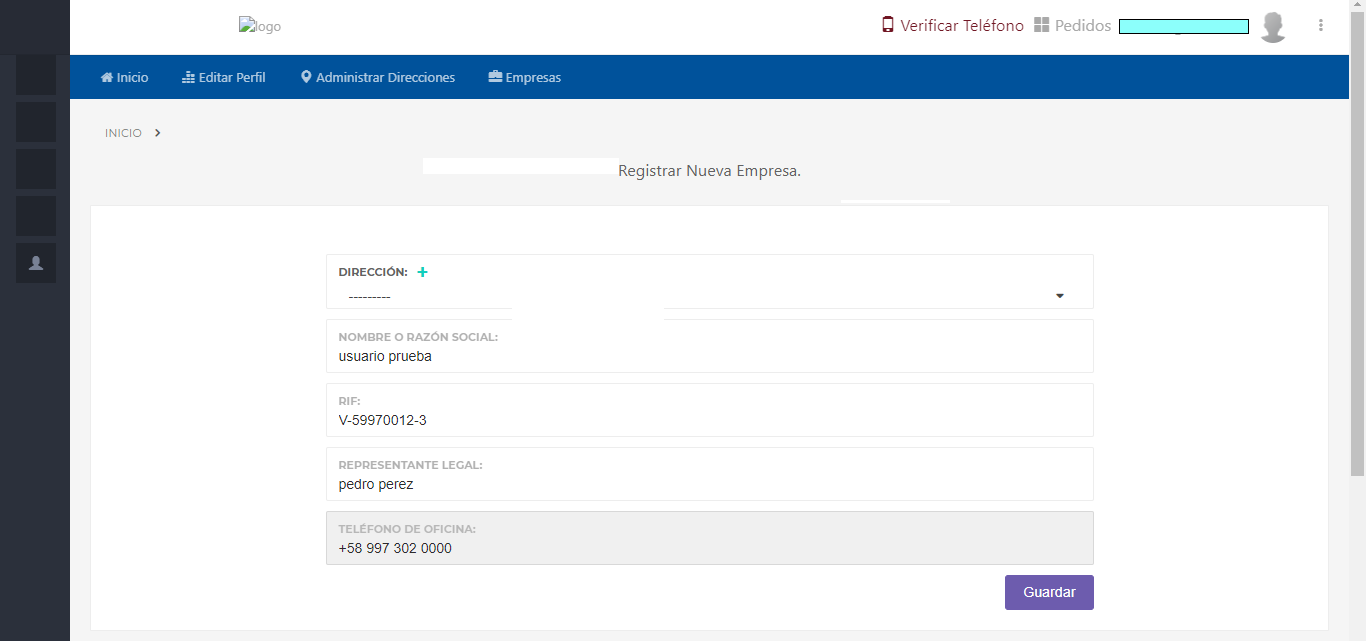 logo
Verificar Teléfono
Pedidos
Inicio
Editar Perfil
Administrar Direcciones
Empresas
INICIO
Registrar Nueva Empresa.
DIRECCIÓN: +
---------
NOMBRE O RAZÓN SOCIAL:
usuario prueba
RIF:
V-59970012-3
REPRESENTANTE LEGAL:
pedro perez
TELÉFONO DE OFICINA:
+58 997 302 0000
Guardar